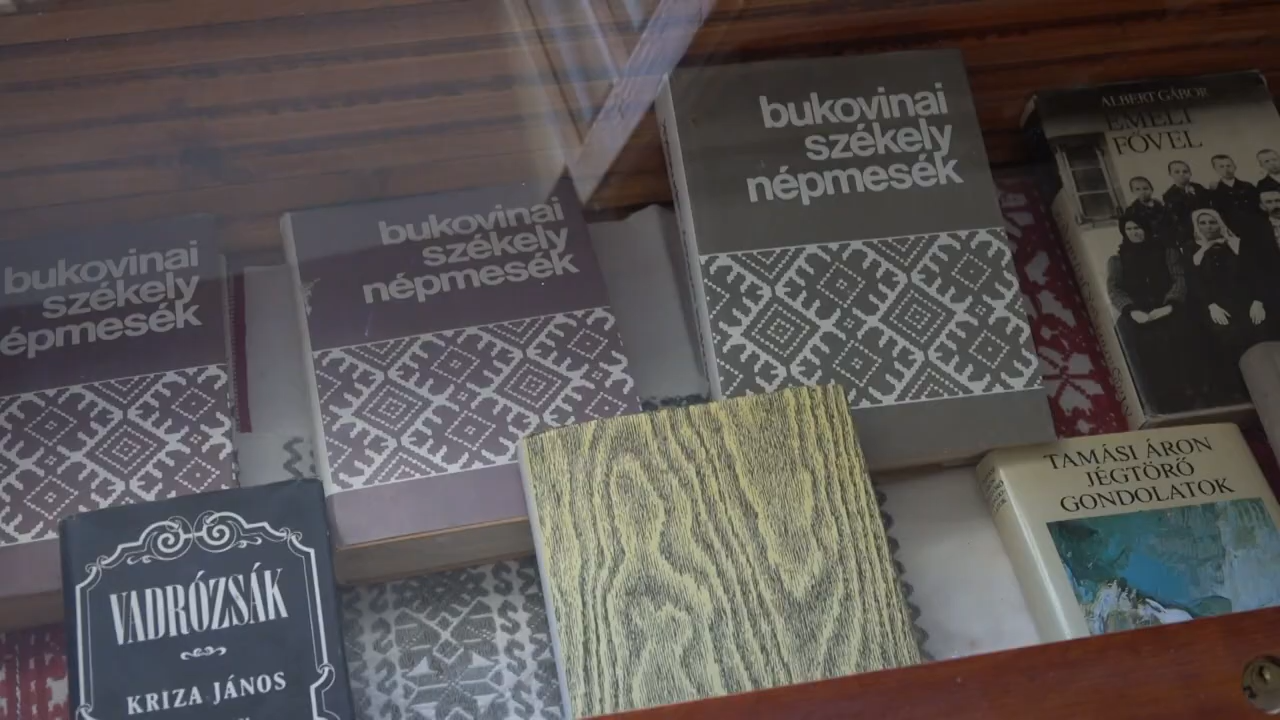 bukovinai
székely
népmesék
bukovinai
székely
népmesék
bukovinai
székely
népmesék
ALBERT GÁBOR
EMELT
FŐVEL
VADRÓZSÁK
KRIZA JÁNOS
TAMÁSI ÁRON
JÉGTÖRŐ
GONDOLATOK